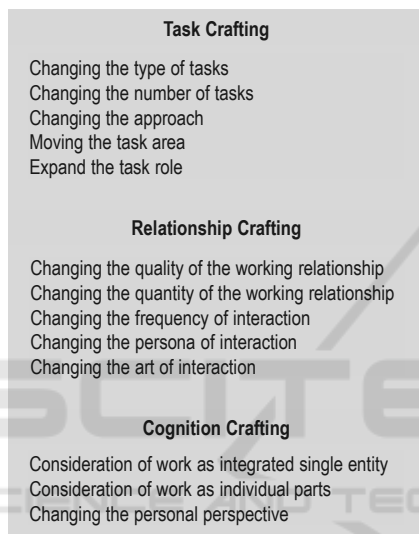 Task Crafting
Changing the type of tasks
Changing the number of tasks
Changing the approach
Moving the task area
Expand the task role
Relationship Crafting
Changing the quality of the working relationship
Changing the quantity of the working relationship
Changing the frequency of interaction
Changing the persona of interaction
Changing the art of interaction
Cognition Crafting
Consideration of work as integrated single entity
Consideration of work as individual parts
Changing the personal perspective